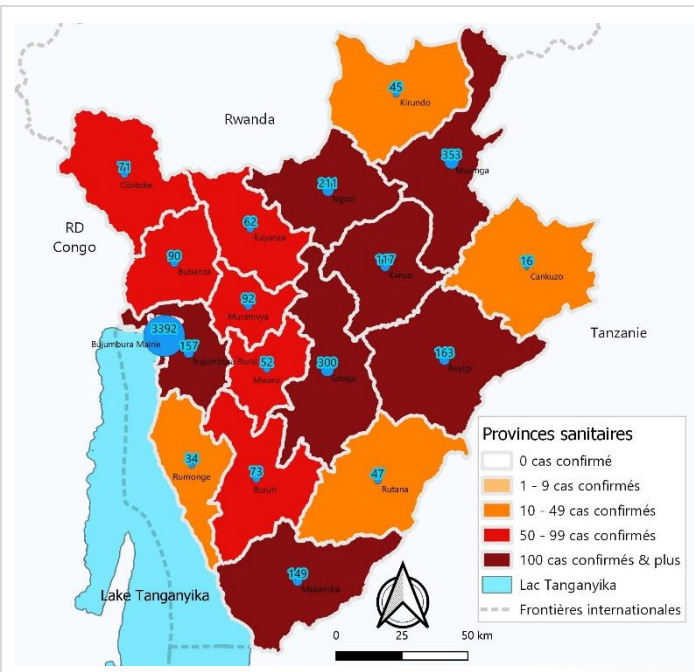 45
Kirundo
Rwanda
353
Muyinga
71
Cibitoke
211
Ngozi
62
Kayanza
RD
Congo
117
Karuzi
90
Bubanza
16
Cankuzo
92
Muramvya
3392
Bujumbura Mairie
157
Bujumbura Rural
Tanzanie
52
Mwaro
300
Gitega
163
Ruyigi
34
Rumonge
73
Bururi
47
Rutana
149
Makamba
Lake Tanganyika
Provinces sanitaires
0 cas confirmé
1 - 9 cas confirmés
10 - 49 cas confirmés
50 - 99 cas confirmés
100 cas confirmés & plus
Lac Tanganyika
Frontières internationales
0 25 50 km